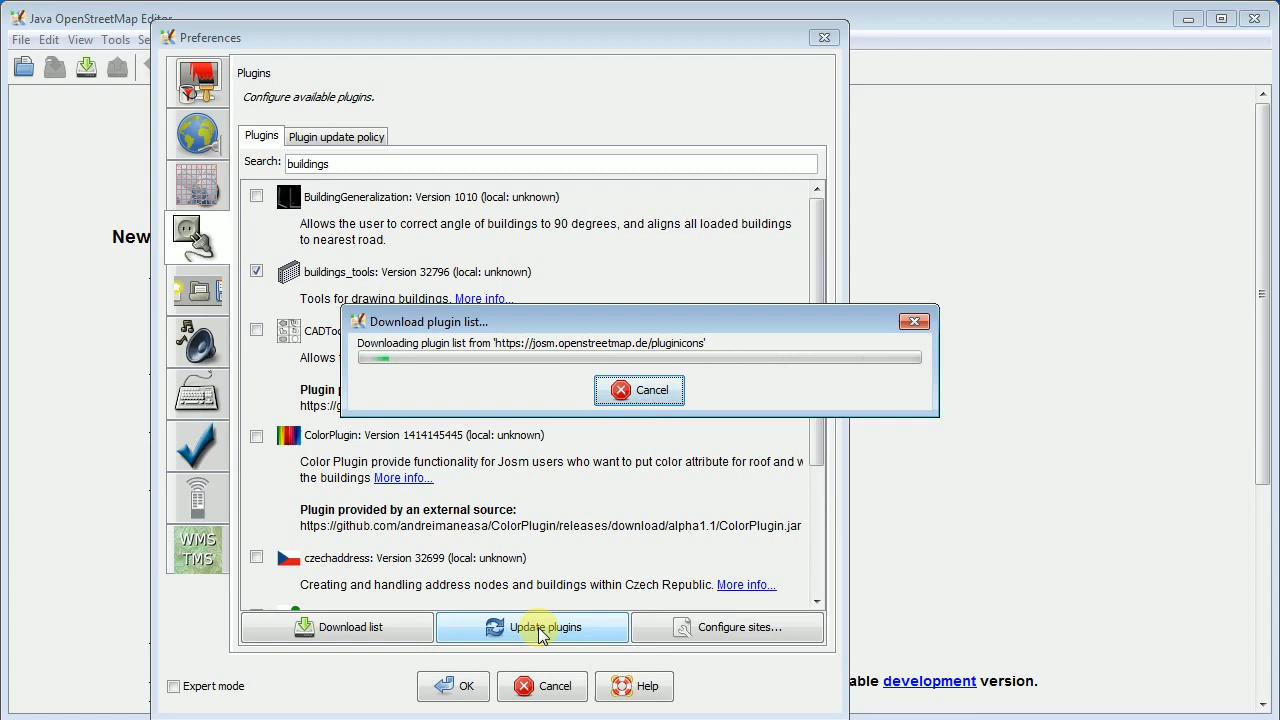 Java OpenStreetMap Editor
File Edit View Tools Se
Preferences
Plugins
Configure available plugins.
Plugins Plugin update policy
Search: buildings
BuildingGeneralization: Version 1010 (local: unknown)
Allows the user to correct angle of buildings to 90 degrees, and aligns all loaded buildings
to nearest road.
New
buildings_tools: Version 32796 (local: unknown)
Tools for drawing buildings. More info...
CADToo
Allows
Plugin p
https://g
Download plugin list...
Downloading plugin list from 'https://josm.openstreetmap.de/pluginicons'
Cancel
ColorPlugin: Version 1414145445 (local: unknown)
Color Plugin provide functionality for Josm users who want to put color attribute for roof and w
the buildings More info...
Plugin provided by an external source:
https://github.com/andreimaneasa/ColorPlugin/releases/download/alpha1.1/ColorPlugin.jar
WMS
TMS
czechaddress: Version 32699 (local: unknown)
Creating and handling address nodes and buildings within Czech Republic. More info...
Download list Update plugins Configure sites...
Expert mode OK Cancel Help
able development version.